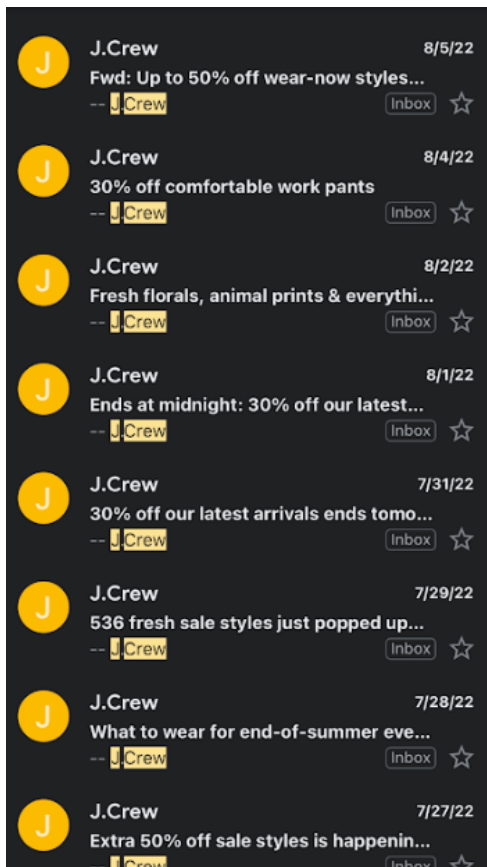 J J.Crew 8/5/22
Fwd: Up to 50% off wear-now styles...
-- J.Crew Inbox
J J.Crew 8/4/22
30% off comfortable work pants
-- J.Crew Inbox
J J.Crew 8/2/22
Fresh florals, animal prints & everythi...
-- J.Crew Inbox
J J.Crew 8/1/22
Ends at midnight: 30% off our latest...
-- J.Crew Inbox
J J.Crew 7/31/22
30% off our latest arrivals ends tomo...
-- J.Crew Inbox
J J.Crew 7/29/22
536 fresh sale styles just popped up...
-- J.Crew Inbox
J J.Crew 7/28/22
What to wear for end-of-summer eve...
-- J.Crew Inbox
J J.Crew 7/27/22
Extra 50% off sale styles is happenin...
-- J.Crew Inbox